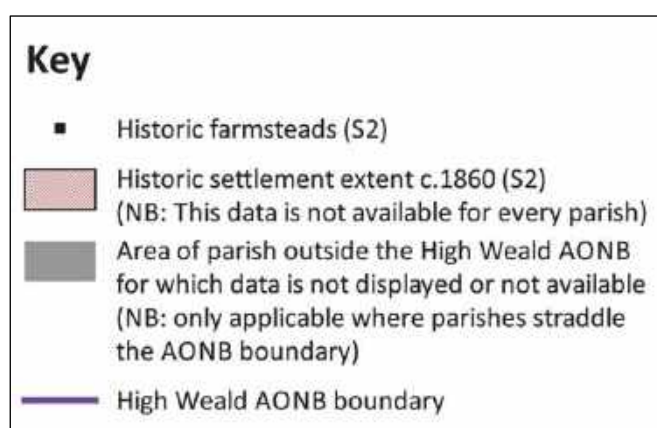 Key
Historic farmsteads (S2)
Historic settlement extent c.1860 (S2)
(NB: This data is not available for every parish)
Area of parish outside the High Weald AONB
for which data is not displayed or not available
(NB: only applicable where parishes straddle
the AONB boundary)
High Weald AONB boundary